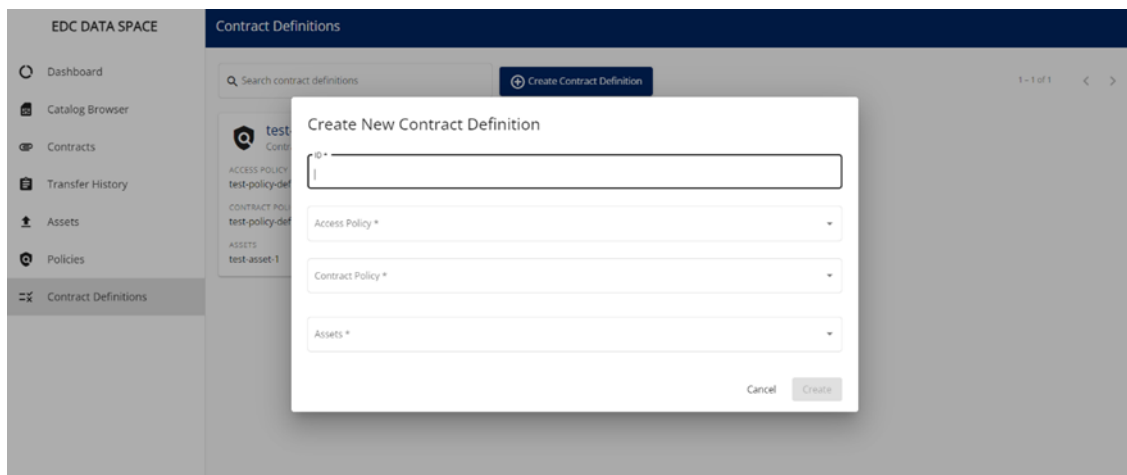 EDC DATA SPACE
Contract Definitions
Dashboard
Catalog Browser
Contracts
Transfer History
Assets
Policies
Contract Definitions
Search contract definitions
Create Contract Definition
1 – 1 of 1
test-
Contr
ACCESS POLICY
test-policy-def
CONTRACT POLI
test-policy-def
ASSETS
test-asset-1
Create New Contract Definition
ID *
Access Policy *
Contract Policy *
Assets *
Cancel
Create